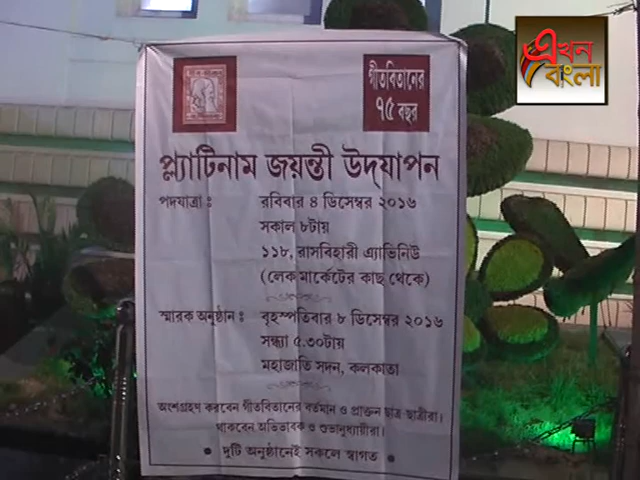 এখন
বাংলা
গীতবিতানের
৭৫ বছর
প্ল্যাটিনাম জয়ন্তী উদ্‌যাপন
পদযাত্রা : রবিবার ৪ ডিসেম্বর ২০১৬
সকাল ৮টায়
১১৮, রাসবিহারী এ্যাভিনিউ
(লেক মার্কেটের কাছ থেকে)
স্মারক অনুষ্ঠান : বৃহস্পতিবার ৮ ডিসেম্বর ২০১৬
সন্ধ্যা ৫.৩০টায়
মহাজাতি সদন, কলকাতা
অংশগ্রহণ করবেন গীতবিতানের বর্তমান ও প্রাক্তন ছাত্র-ছাত্রীরা।
থাকবেন অভিভাবক ও শুভানুধ্যায়ীরা।
• দুটি অনুষ্ঠানেই সকলে স্বাগত •